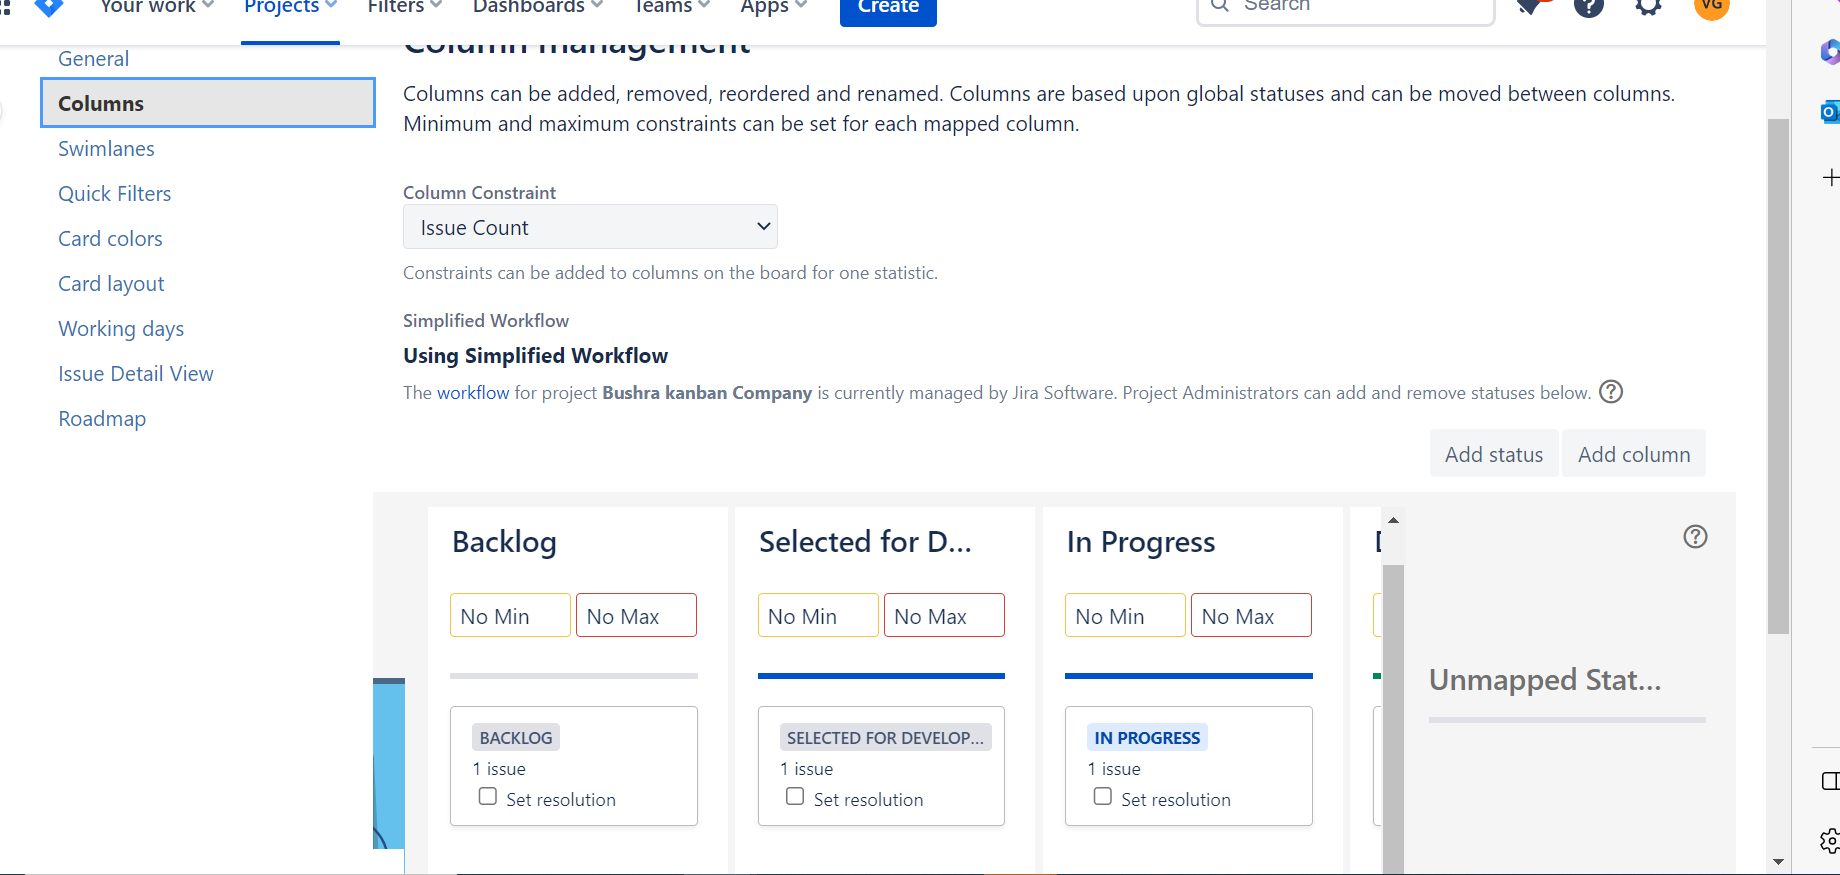 Your work
Projects
Filters
Dashboards
Teams
Apps
Create
Search
VG
General
Columns
Swimlanes
Quick Filters
Card colors
Card layout
Working days
Issue Detail View
Roadmap
Column management
Columns can be added, removed, reordered and renamed. Columns are based upon global statuses and can be moved between columns.
Minimum and maximum constraints can be set for each mapped column.
Column Constraint
Issue Count
Constraints can be added to columns on the board for one statistic.
Simplified Workflow
Using Simplified Workflow
The workflow for project Bushra kanban Company is currently managed by Jira Software. Project Administrators can add and remove statuses below.
Add status
Add column
Backlog
No Min
No Max
BACKLOG
1 issue
Set resolution
Selected for D...
No Min
No Max
SELECTED FOR DEVELOP...
1 issue
Set resolution
In Progress
No Min
No Max
IN PROGRESS
1 issue
Set resolution
Unmapped Stat...